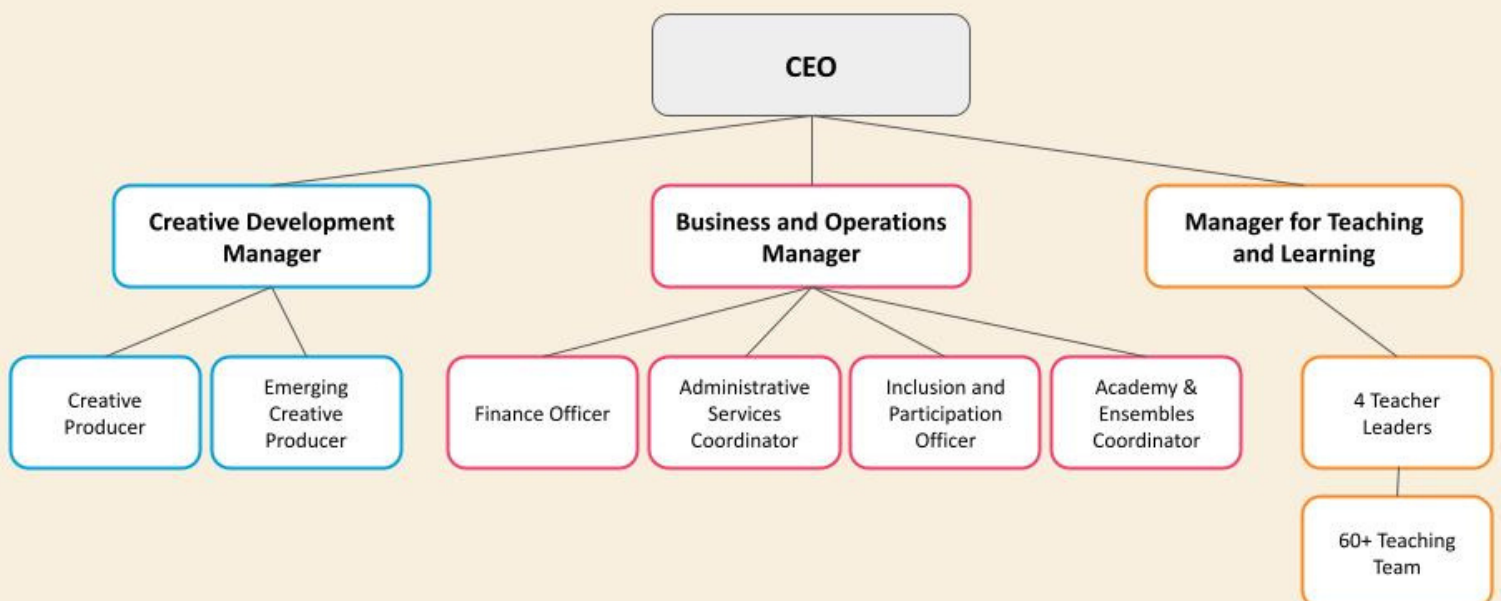 CEO
Creative Development
Manager
Business and Operations
Manager
Manager for Teaching
and Learning
Creative
Producer
Emerging
Creative
Producer
Finance Officer
Administrative
Services
Coordinator
Inclusion and
Participation
Officer
Academy &
Ensembles
Coordinator
4 Teacher
Leaders
60+ Teaching
Team